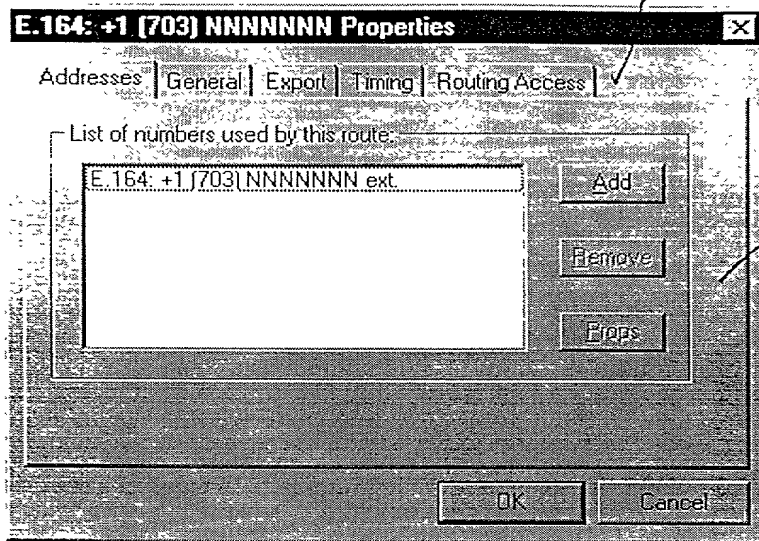 E.164: +1 (703) NNNNNNN Properties
Addresses General Export Timing Routing Access
List of numbers used by this route:
E.164: +1 (703) NNNNNNN ext.
Add
Remove
Props
OK Cancel